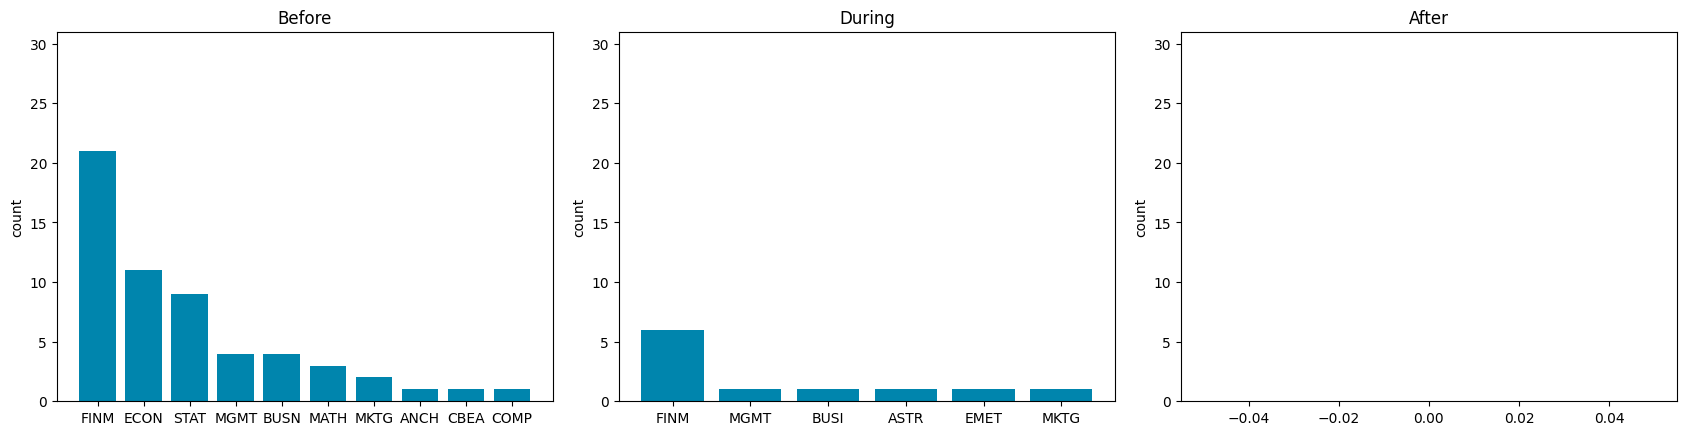 Before
30
25
20
15
10
5
0
count
FINM ECON STAT MGMT BUSN MATH MKTG ANCH CBEA COMP
During
30
25
20
15
10
5
0
count
FINM MGMT BUSI ASTR EMET MKTG
After
30
25
20
15
10
5
0
count
−0.04 −0.02 0.00 0.02 0.04